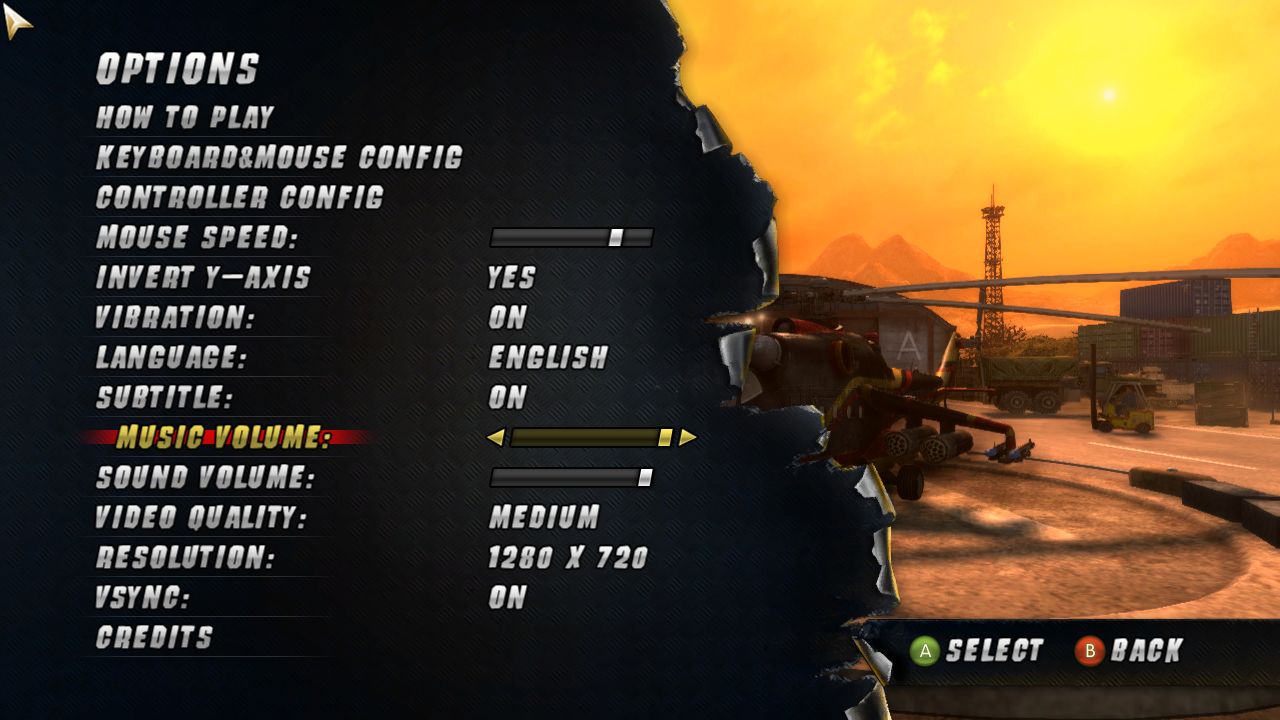 OPTIONS
HOW TO PLAY
KEYBOARD&MOUSE CONFIG
CONTROLLER CONFIG
MOUSE SPEED:
INVERT Y-AXIS YES
VIBRATION: ON
LANGUAGE: ENGLISH
SUBTITLE: ON
MUSIC VOLUME:
SOUND VOLUME:
VIDEO QUALITY: MEDIUM
RESOLUTION: 1280 X 720
VSYNC: ON
CREDITS
A
A SELECT B BACK